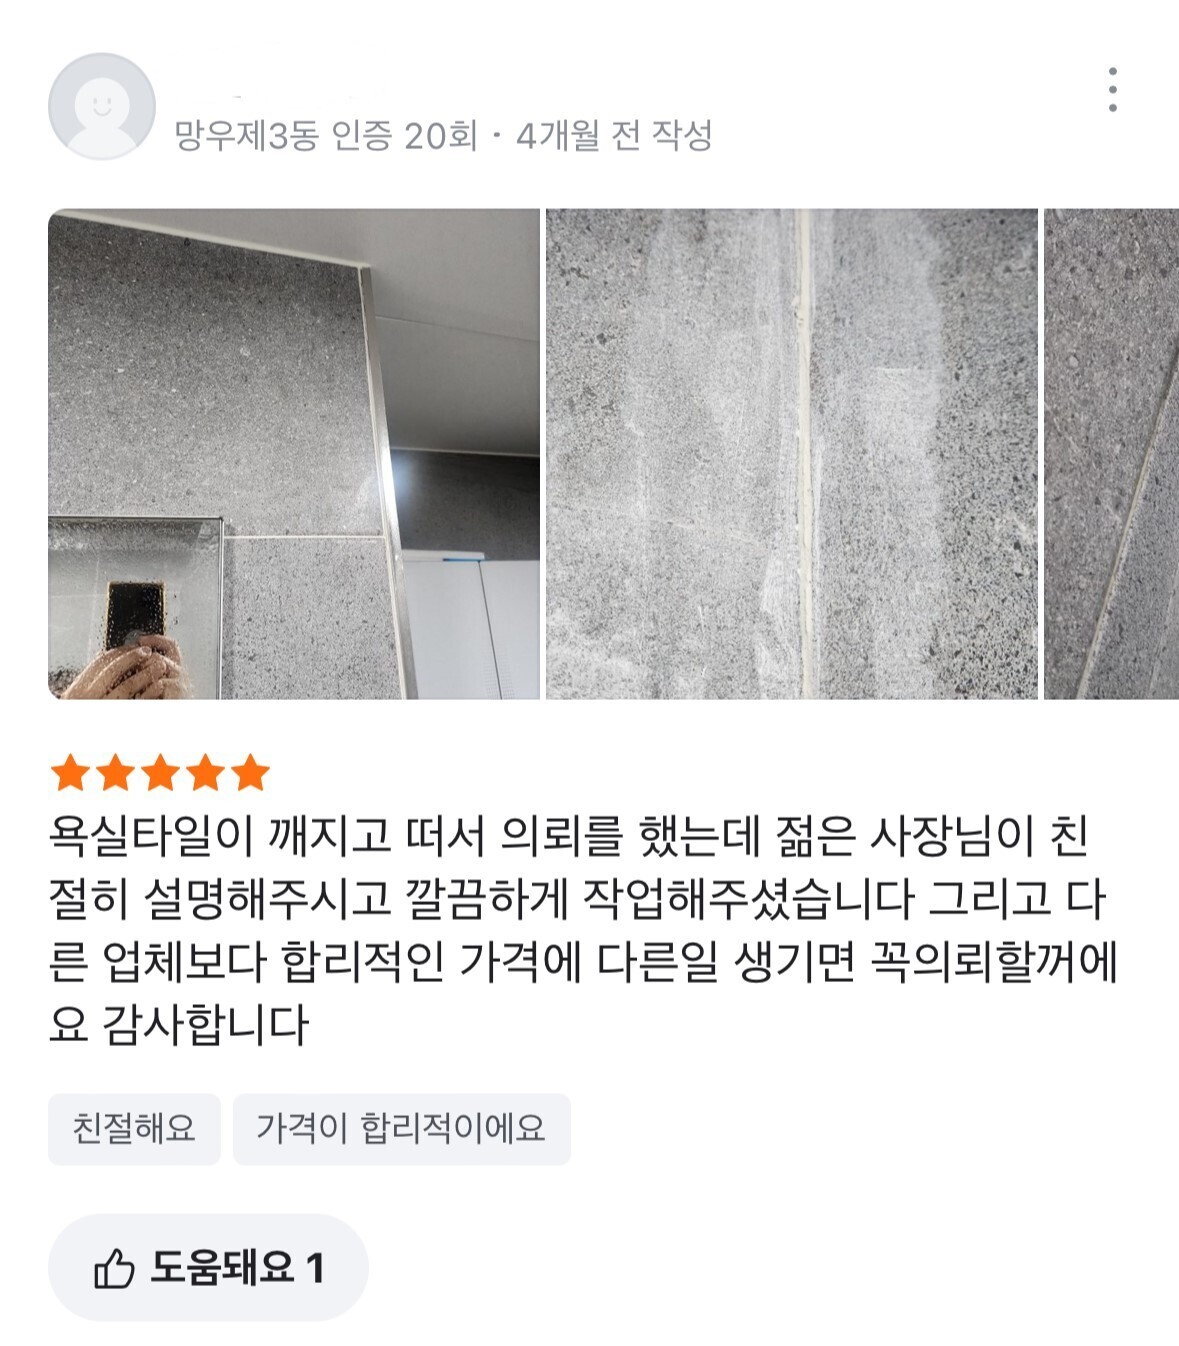 망우제3동 인증 20회 · 4개월 전 작성
욕실타일이 깨지고 떠서 의뢰를 했는데 젊은 사장님이 친
절히 설명해주시고 깔끔하게 작업해주셨습니다 그리고 다
른 업체보다 합리적인 가격에 다른일 생기면 꼭의뢰할꺼에
요 감사합니다
친절해요
가격이 합리적이에요
도움돼요 1